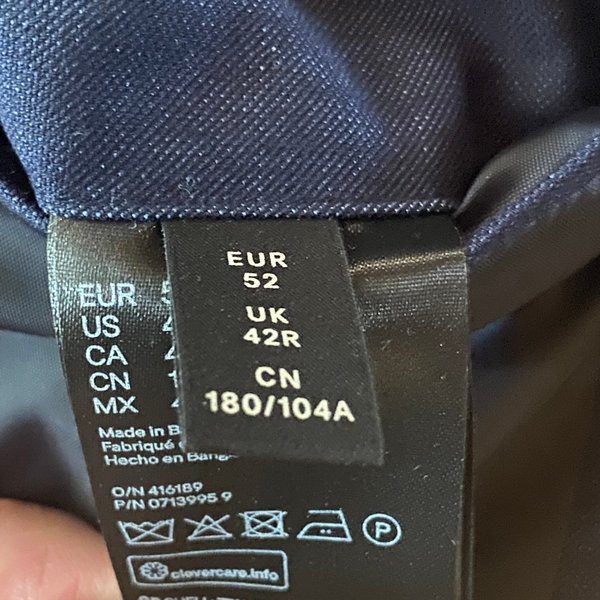 EUR
52
UK
42R
CN
180/104A
EUR
US
CA
CN
MX
Made in
Fabriqué
Hecho en
O/N 416189
P/N 0713995 9
P
clevercare.info